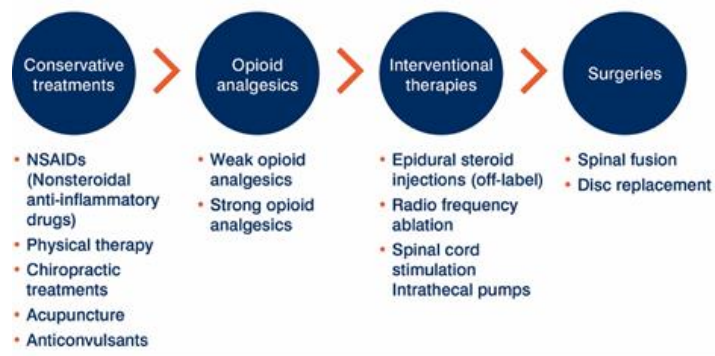 Conservative
treatments
Opioid
analgesics
Interventional
therapies
Surgeries
• NSAIDs
(Nonsteroidal
anti-inflammatory
drugs)
• Physical therapy
• Chiropractic
treatments
• Acupuncture
• Anticonvulsants
• Weak opioid
analgesics
• Strong opioid
analgesics
• Epidural steroid
injections (off-label)
• Radio frequency
ablation
• Spinal cord
stimulation
Intrathecal pumps
• Spinal fusion
• Disc replacement